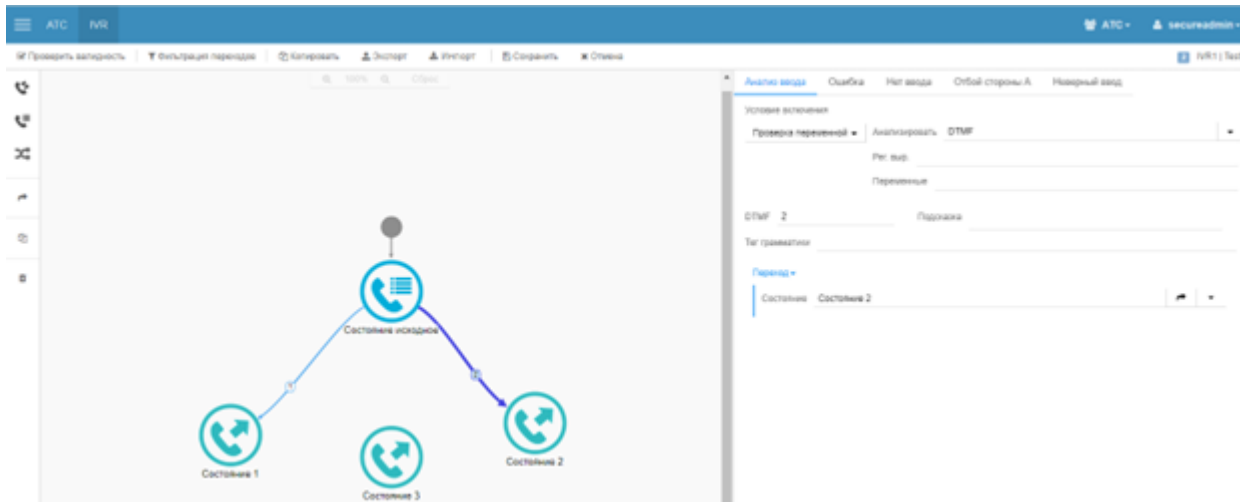 АТС IVR АТС secureadmin
Проверить валидность Фильтрация переходов Копировать Экспорт Импорт Сохранить Отмена IVR1 | Test
100% Сброс
Анализ ввода Ошибка Нет ввода Отбой стороны А Неверный ввод
Условие включения
Проверка переменной Анализировать DTMF
Рег. выр.
Переменные
DTMF 2 Подсказка
Тег грамматики
Переход
Состояние Состояние 2
Состояние исходное
1 2
Состояние 1
Состояние 2
Состояние 3